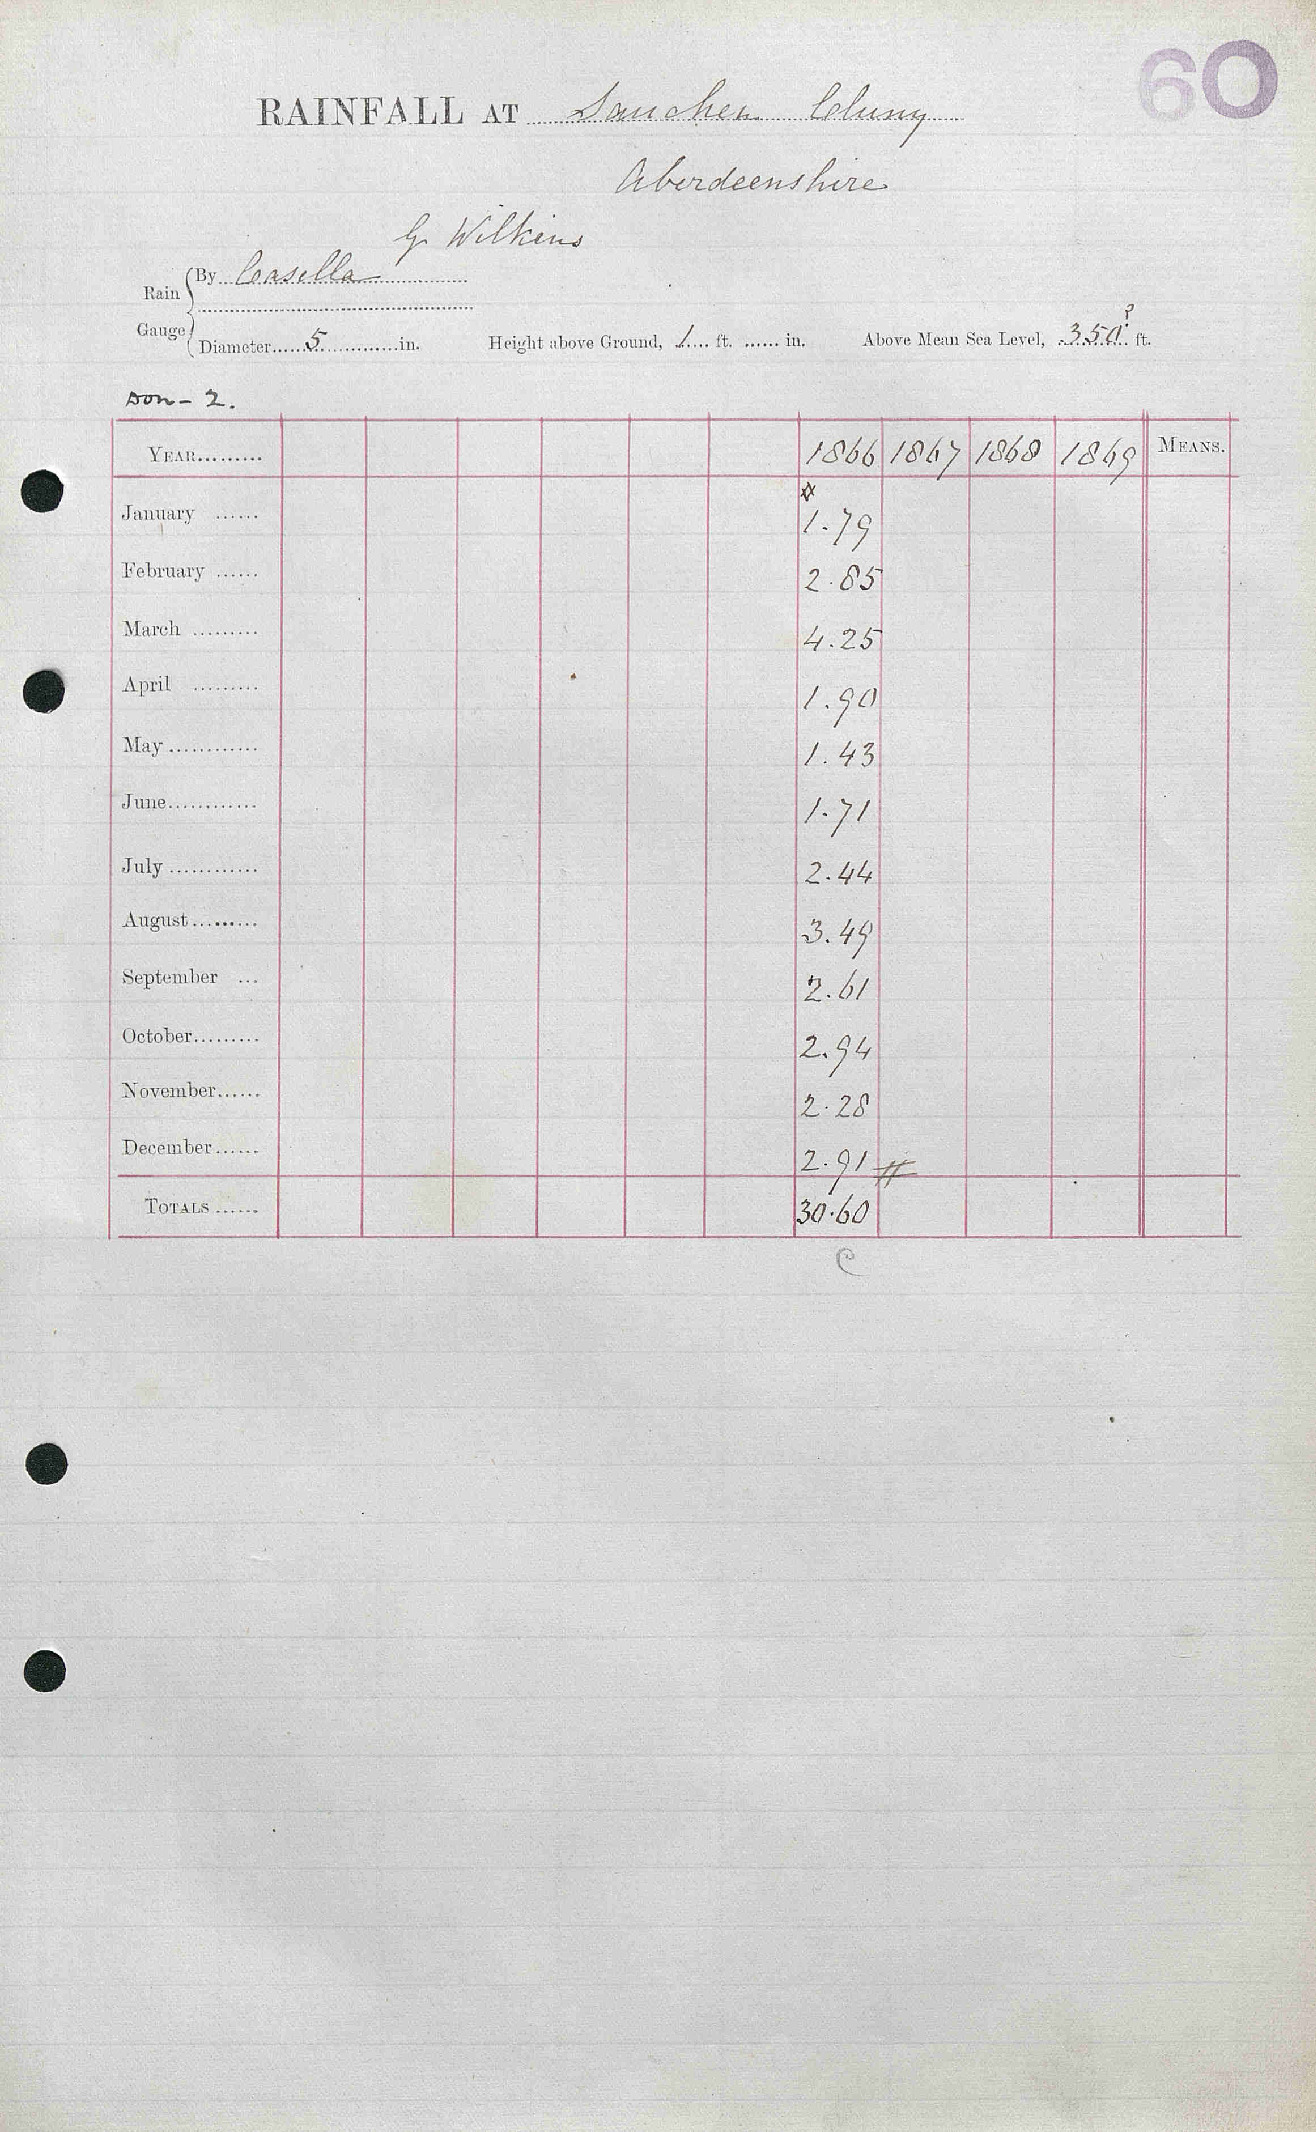 60
RAINFALL AT Sauchen Cluny
Aberdeenshire
G Wilkins
Rain Gauge By Casella
Diameter 5 in. Height above Ground, 1 ft. ...... in. Above Mean Sea Level, 350? ft.
Don - 2.
YEAR......... 1866 1867 1868 1869 MEANS.
January ...... 1.79
February ...... 2.85
March ......... 4.25
April ......... 1.90
May ............ 1.43
June............ 1.71
July ............ 2.44
August......... 3.49
September ... 2.61
October......... 2.94
November...... 2.28
December...... 2.91
TOTALS ...... 30.60
C